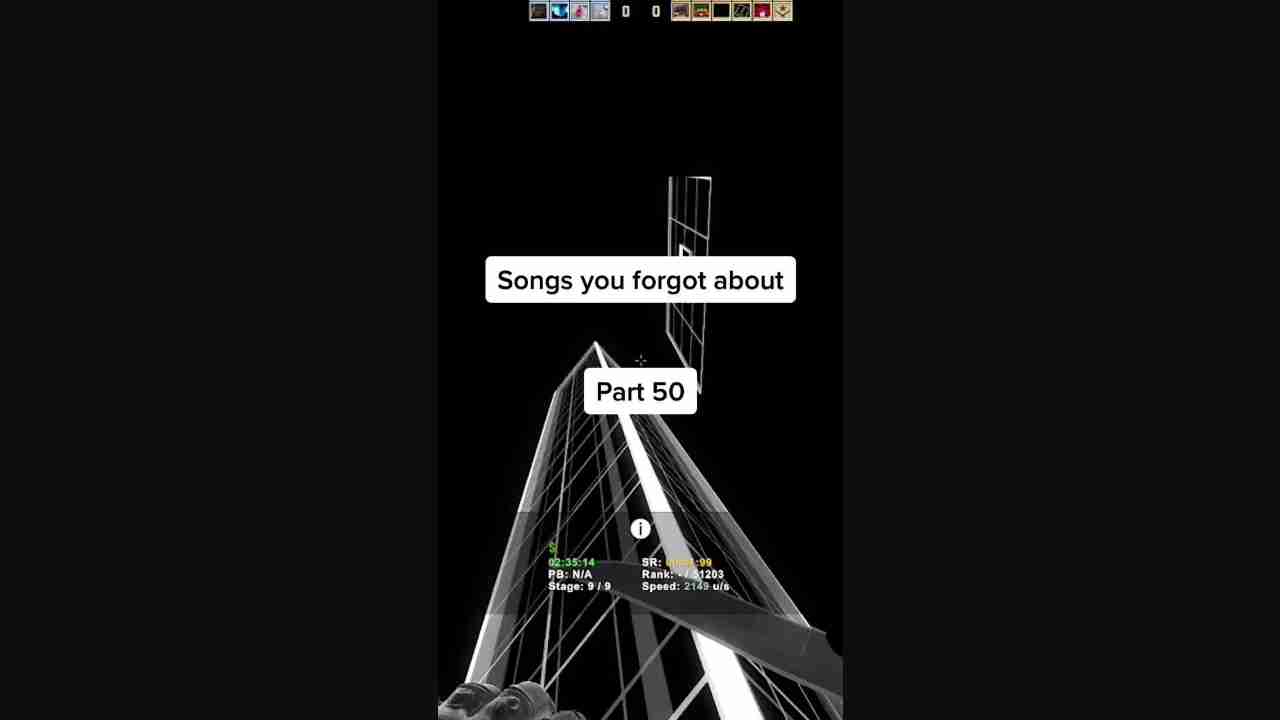 0 0
Songs you forgot about
Part 50
02:35:14
PB: N/A
Stage: 9 / 9
SR:
Rank: - / 51203
Speed: 2149 u/s